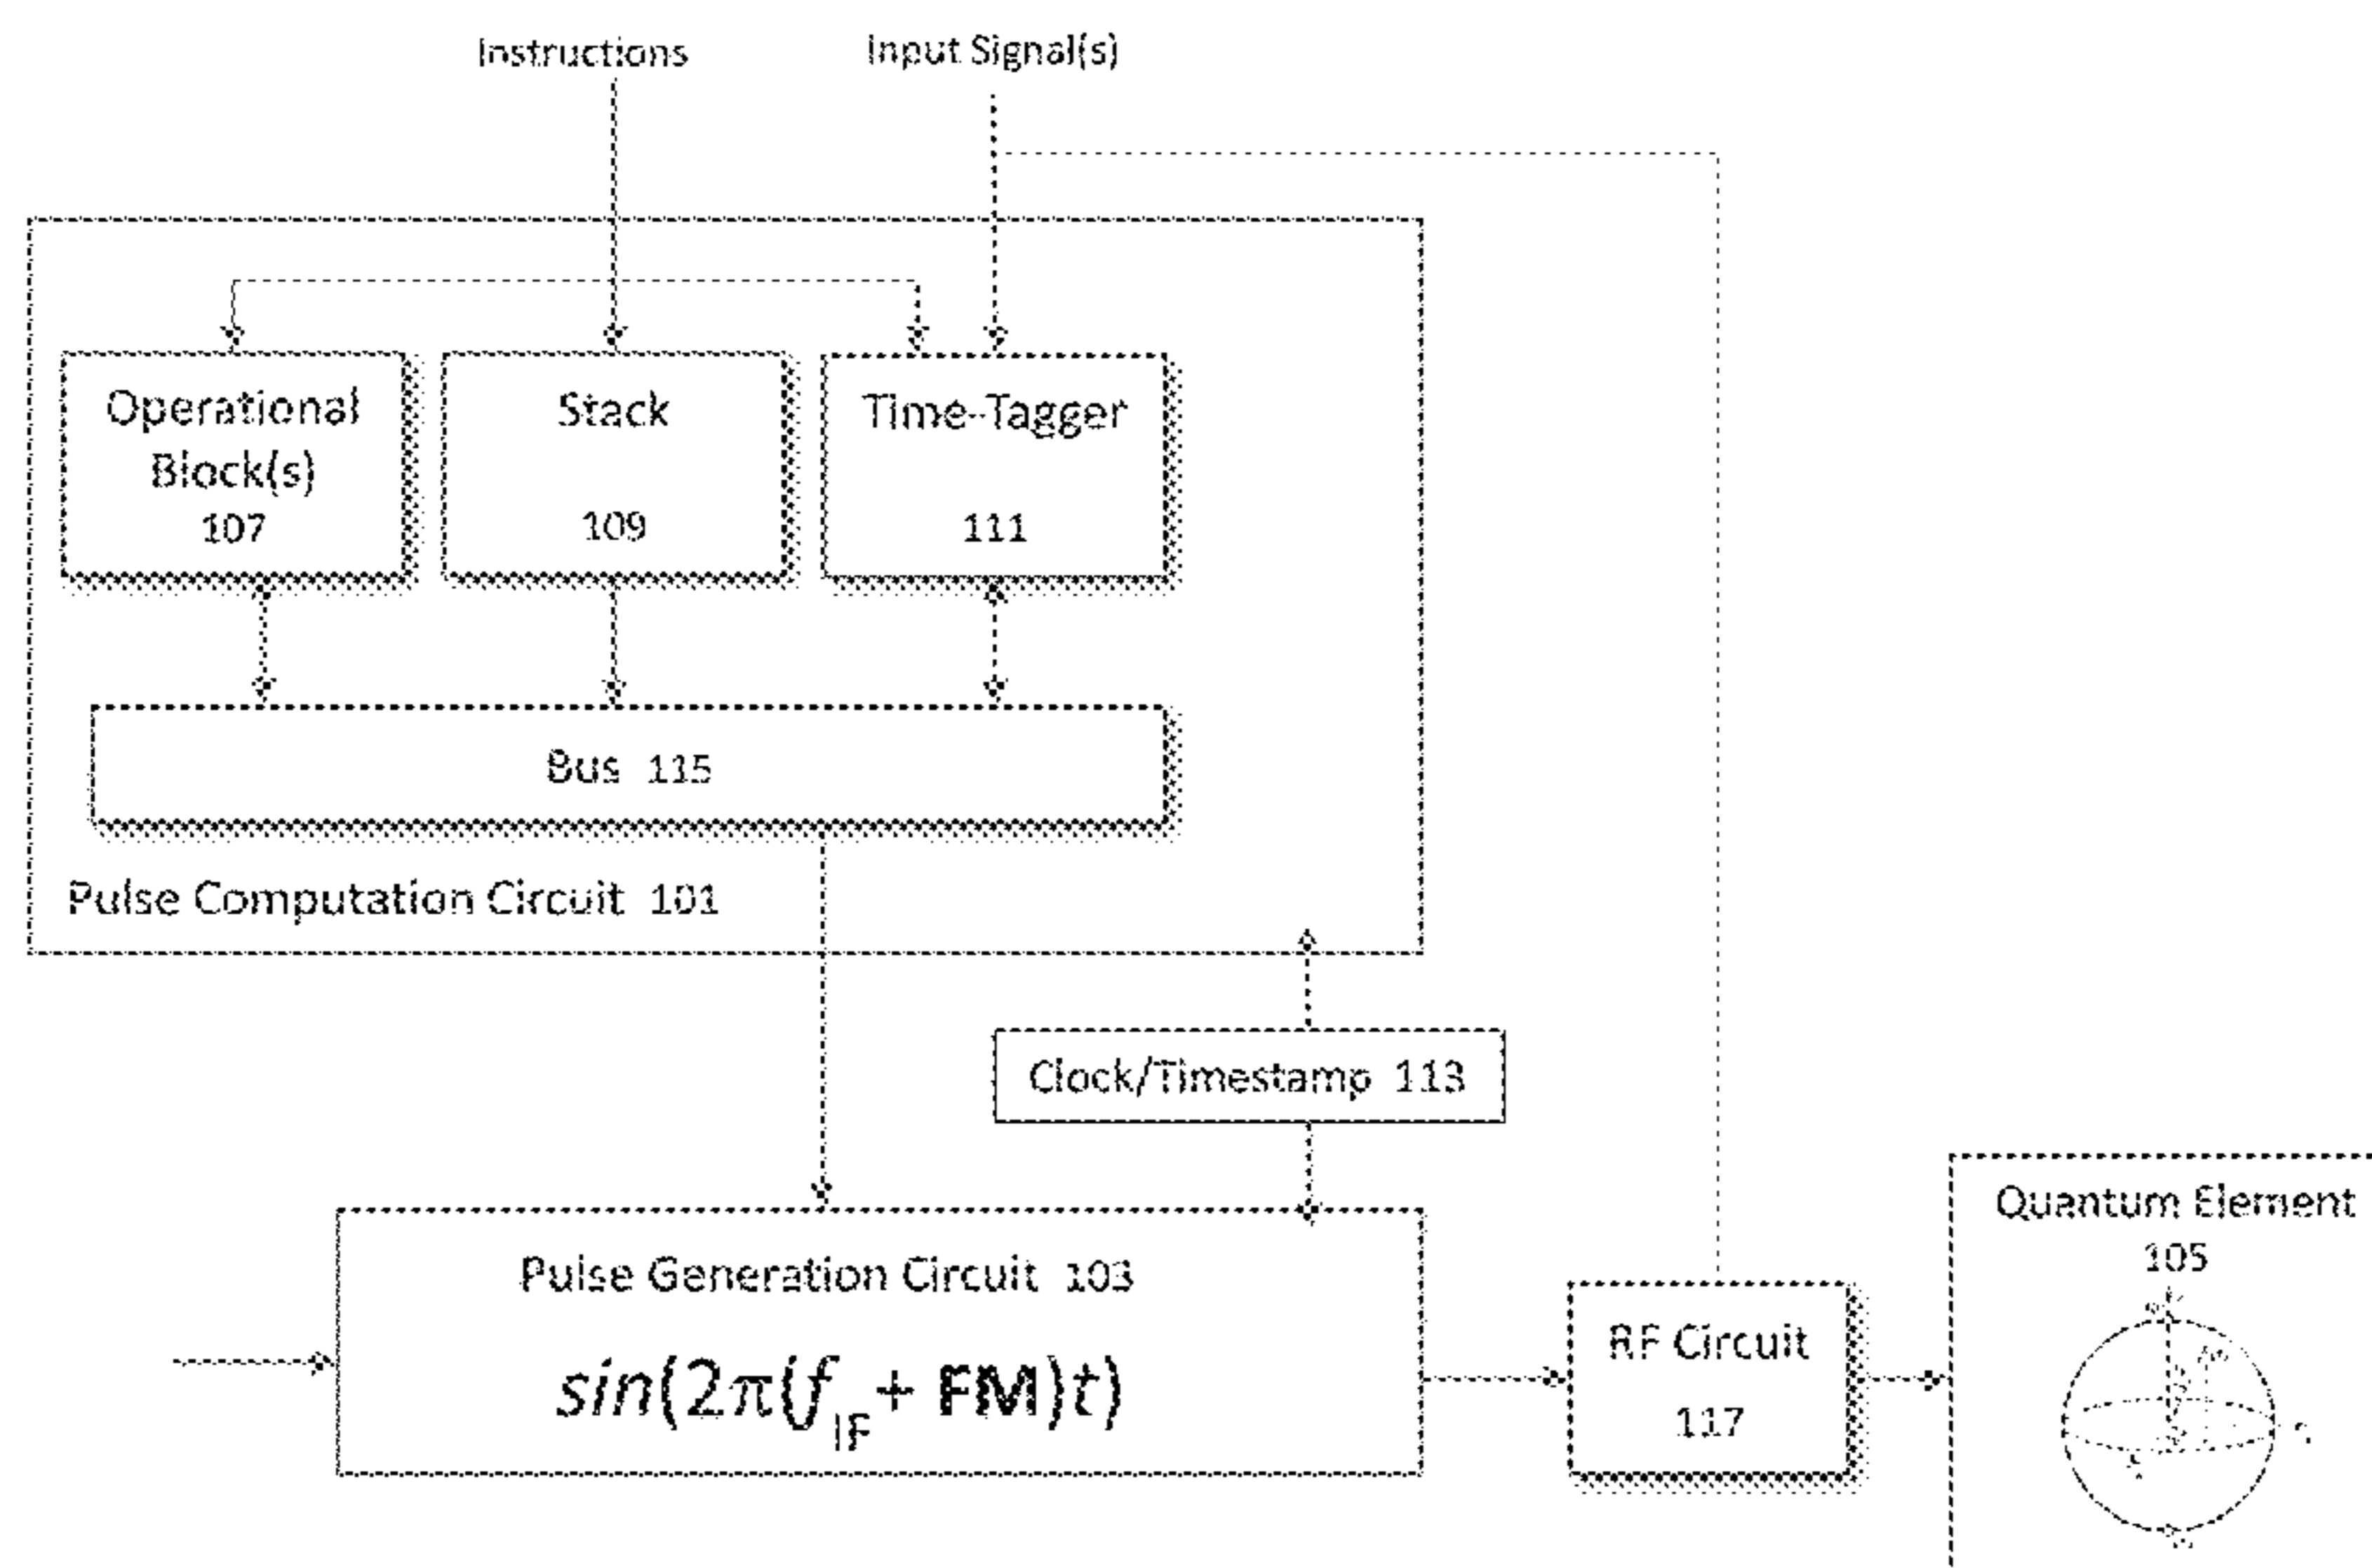 Instructions
Input Signal(s)
Operational
Block(s)
107
Stack
109
Time-Tagger
111
Bus 115
Pulse Computation Circuit 101
Clock/Timestamp 113
Pulse Generation Circuit 103
sin(2π(f_IF + FM)t)
RF Circuit
117
Quantum Element
105